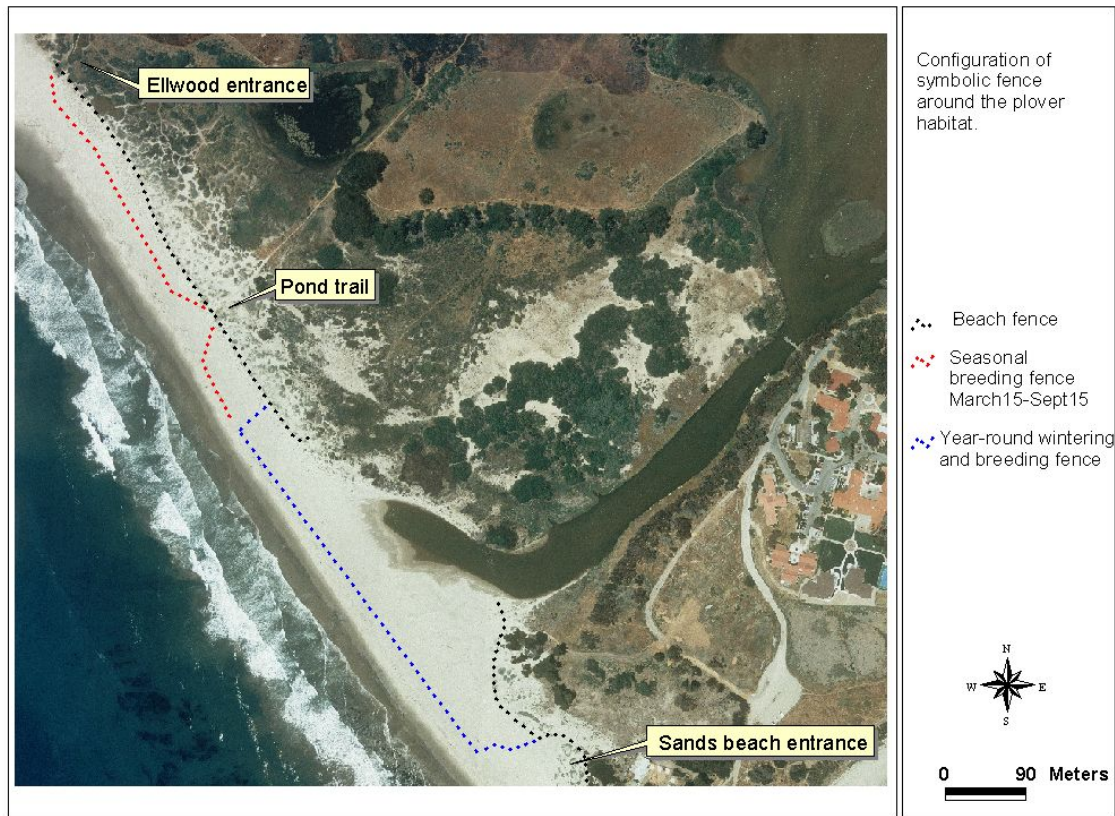 Ellwood entrance
Pond trail
Sands beach entrance
Configuration of
symbolic fence
around the plover
habitat.
Beach fence
Seasonal
breeding fence
March15-Sept15
Year-round wintering
and breeding fence
N
W E
S
0 90 Meters